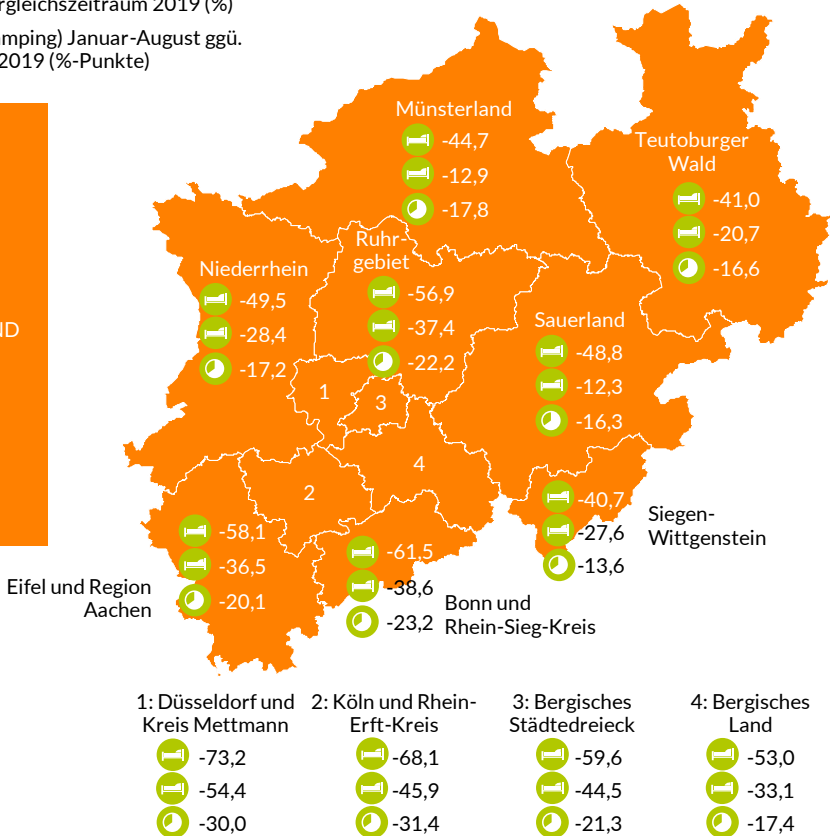 rgleichszeitraum 2019 (%)
amping) Januar-August ggü.
2019 (%-Punkte)
ND
Münsterland
-44,7
-12,9
-17,8
Teutoburger
Wald
-41,0
-20,7
-16,6
Ruhr-
gebiet
-56,9
-37,4
-22,2
Niederrhein
-49,5
-28,4
-17,2
Sauerland
-48,8
-12,3
-16,3
1
3
4
2
-40,7
-27,6
-13,6
Siegen-
Wittgenstein
-58,1
-36,5
-20,1
Eifel und Region
Aachen
-61,5
-38,6
-23,2
Bonn und
Rhein-Sieg-Kreis
1: Düsseldorf und
Kreis Mettmann
-73,2
-54,4
-30,0
2: Köln und Rhein-
Erft-Kreis
-68,1
-45,9
-31,4
3: Bergisches
Städtedreieck
-59,6
-44,5
-21,3
4: Bergisches
Land
-53,0
-33,1
-17,4